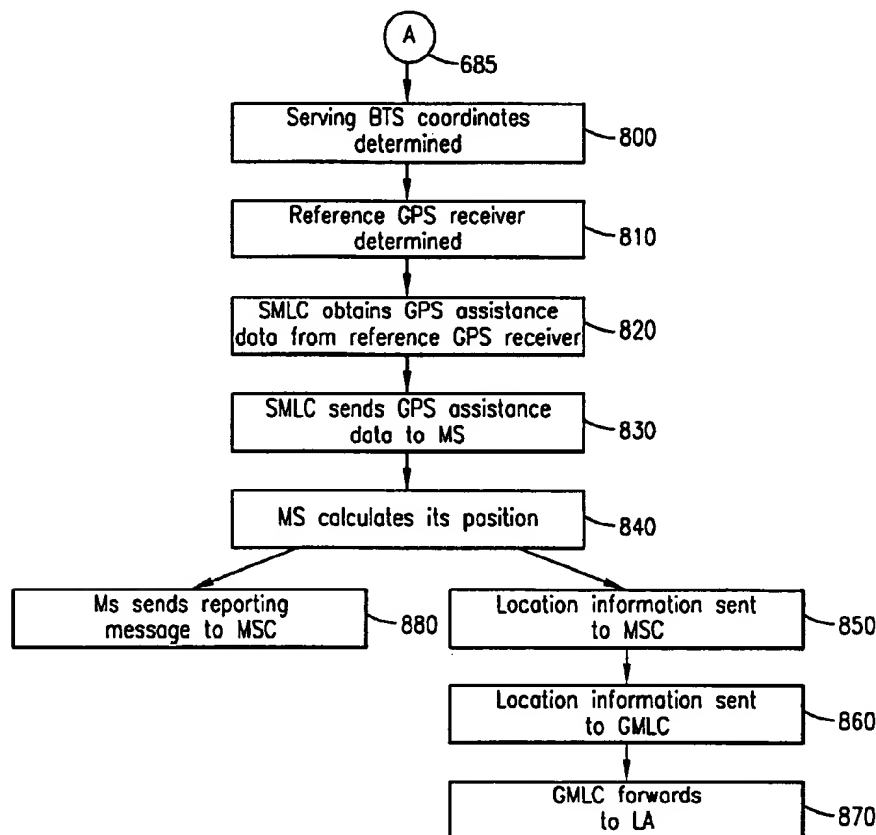 A
685
Serving BTS coordinates
determined
800
Reference GPS receiver
determined
810
SMLC obtains GPS assistance
data from reference GPS receiver
820
SMLC sends GPS assistance
data to MS
830
MS calculates its position
840
Ms sends reporting
message to MSC
880
Location information sent
to MSC
850
Location information sent
to GMLC
860
GMLC forwards
to LA
870